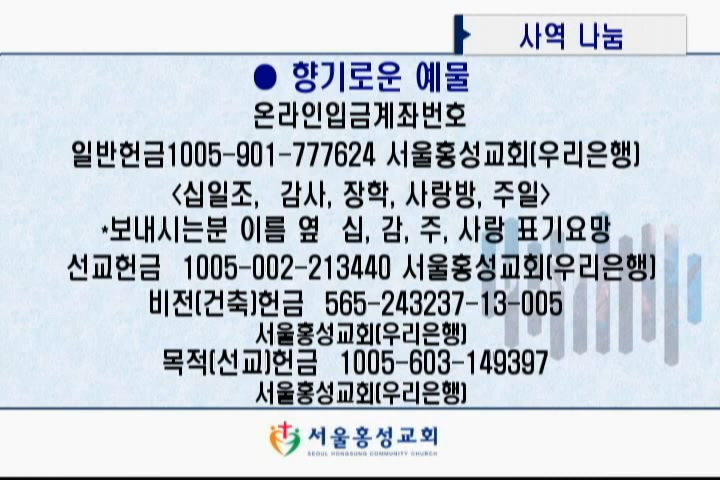 사역 나눔
● 향기로운 예물
온라인입금계좌번호
일반헌금1005-901-777624 서울홍성교회(우리은행)
<십일조, 감사, 장학, 사랑방, 주일>
*보내시는분 이름 옆 십, 감, 주, 사랑 표기요망
선교헌금 1005-002-213440 서울홍성교회(우리은행)
비전(건축)헌금 565-243237-13-005
서울홍성교회(우리은행)
목적(선교)헌금 1005-603-149397
서울홍성교회(우리은행)
서울홍성교회
SEOUL HONGSUNG COMMUNITY CHURCH